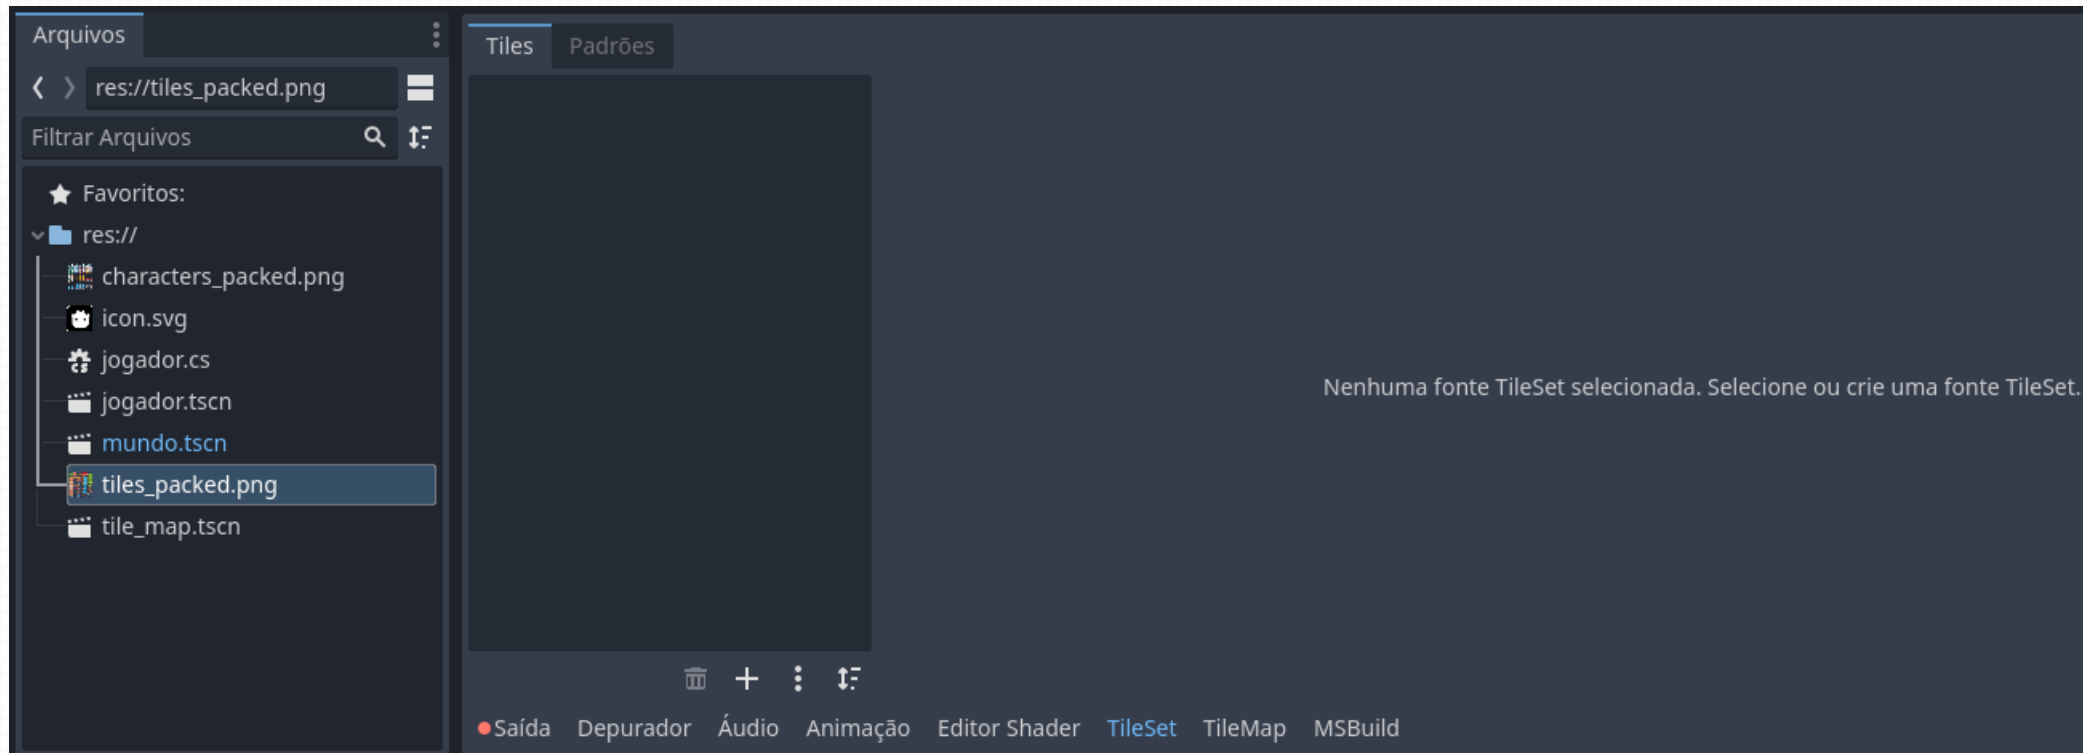 Arquivos
res://tiles_packed.png
Filtrar Arquivos
Favoritos:
res://
characters_packed.png
icon.svg
jogador.cs
jogador.tscn
mundo.tscn
tiles_packed.png
tile_map.tscn
Tiles Padrões
Nenhuma fonte TileSet selecionada. Selecione ou crie uma fonte TileSet.
Saída Depurador Áudio Animação Editor Shader TileSet TileMap MSBuild